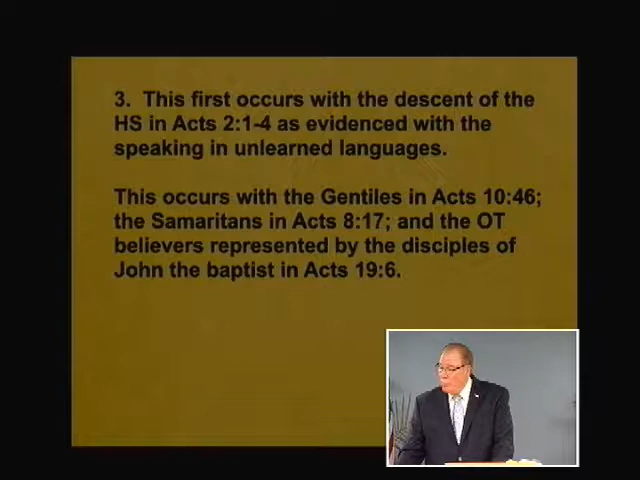 3. This first occurs with the descent of the
HS in Acts 2:1-4 as evidenced with the
speaking in unlearned languages.
This occurs with the Gentiles in Acts 10:46;
the Samaritans in Acts 8:17; and the OT
believers represented by the disciples of
John the baptist in Acts 19:6.